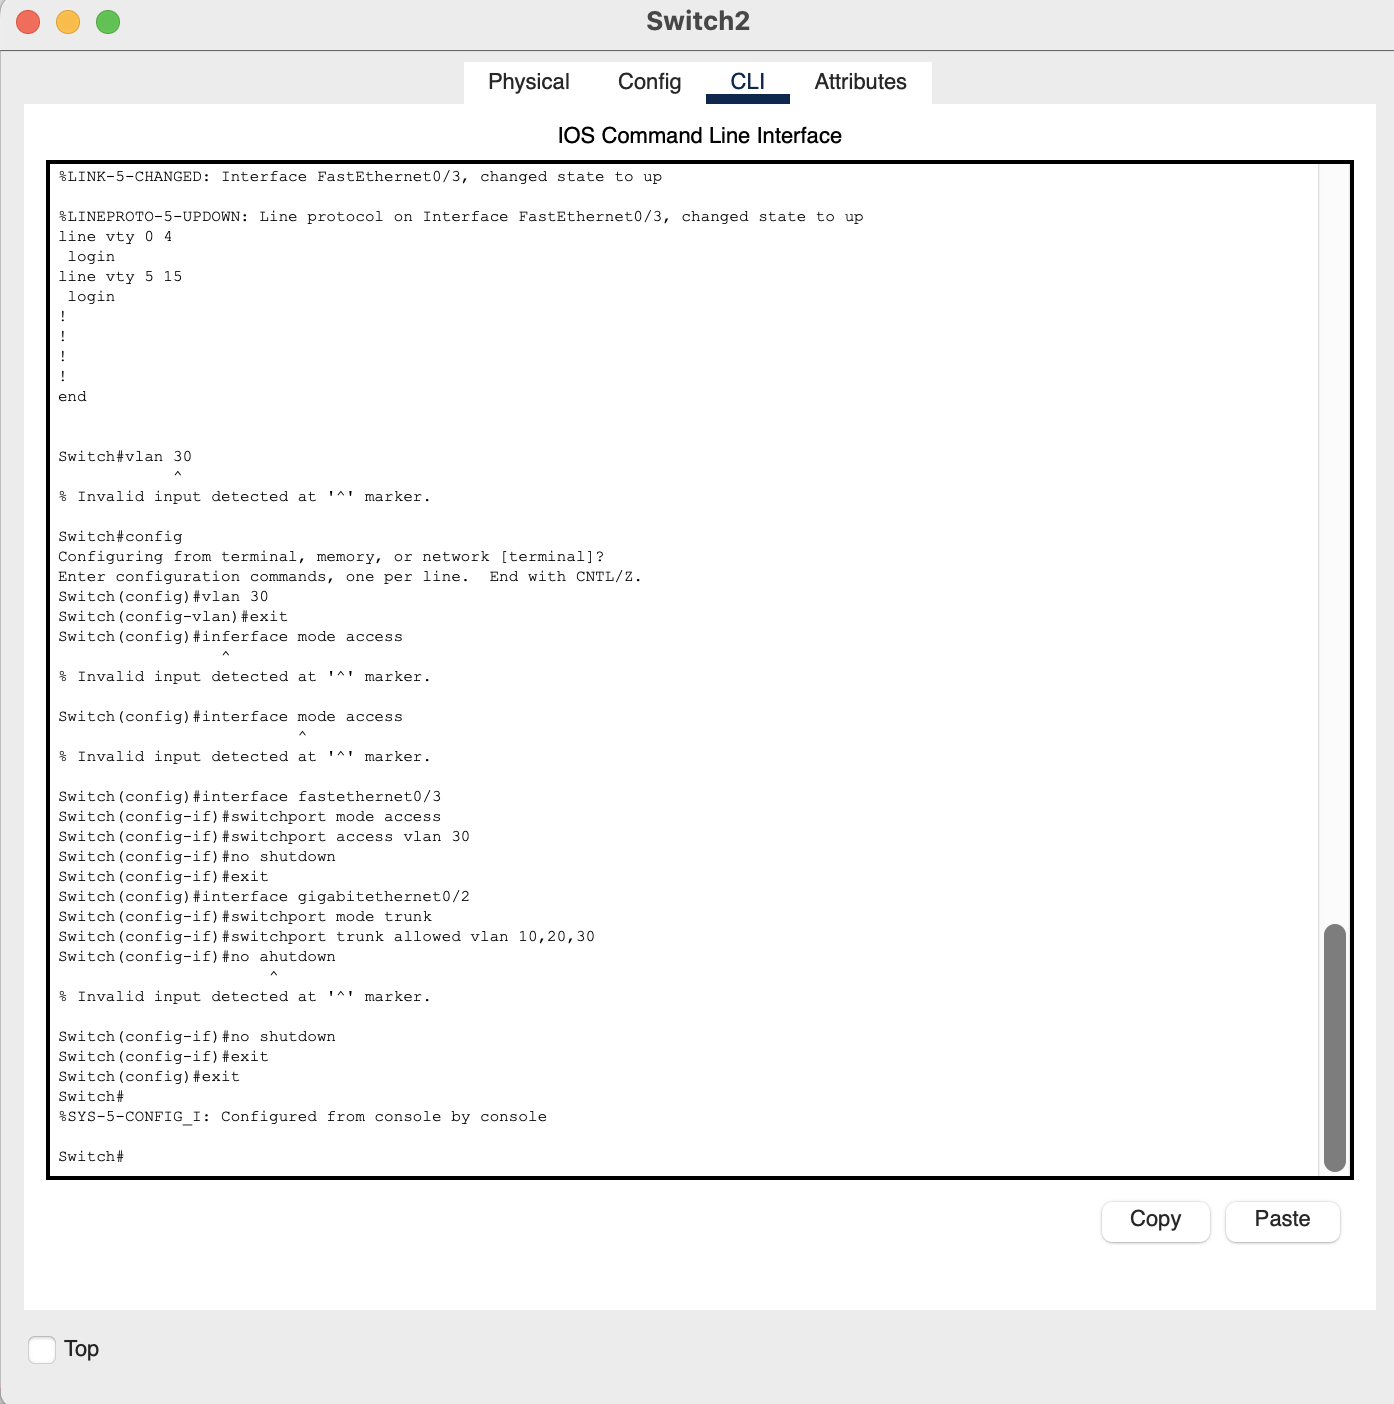 Switch2
Physical Config CLI Attributes
IOS Command Line Interface
%LINK-5-CHANGED: Interface FastEthernet0/3, changed state to up
%LINEPROTO-5-UPDOWN: Line protocol on Interface FastEthernet0/3, changed state to up
line vty 0 4
 login
line vty 5 15
 login
!
!
!
!
end
Switch#vlan 30
^
% Invalid input detected at '^' marker.
Switch#config
Configuring from terminal, memory, or network [terminal]?
Enter configuration commands, one per line.  End with CNTL/Z.
Switch(config)#vlan 30
Switch(config-vlan)#exit
Switch(config)#inferface mode access
^
% Invalid input detected at '^' marker.
Switch(config)#interface mode access
^
% Invalid input detected at '^' marker.
Switch(config)#interface fastethernet0/3
Switch(config-if)#switchport mode access
Switch(config-if)#switchport access vlan 30
Switch(config-if)#no shutdown
Switch(config-if)#exit
Switch(config)#interface gigabitethernet0/2
Switch(config-if)#switchport mode trunk
Switch(config-if)#switchport trunk allowed vlan 10,20,30
Switch(config-if)#no ahutdown
^
% Invalid input detected at '^' marker.
Switch(config-if)#no shutdown
Switch(config-if)#exit
Switch(config)#exit
Switch#
%SYS-5-CONFIG_I: Configured from console by console
Switch#
Copy Paste
Top